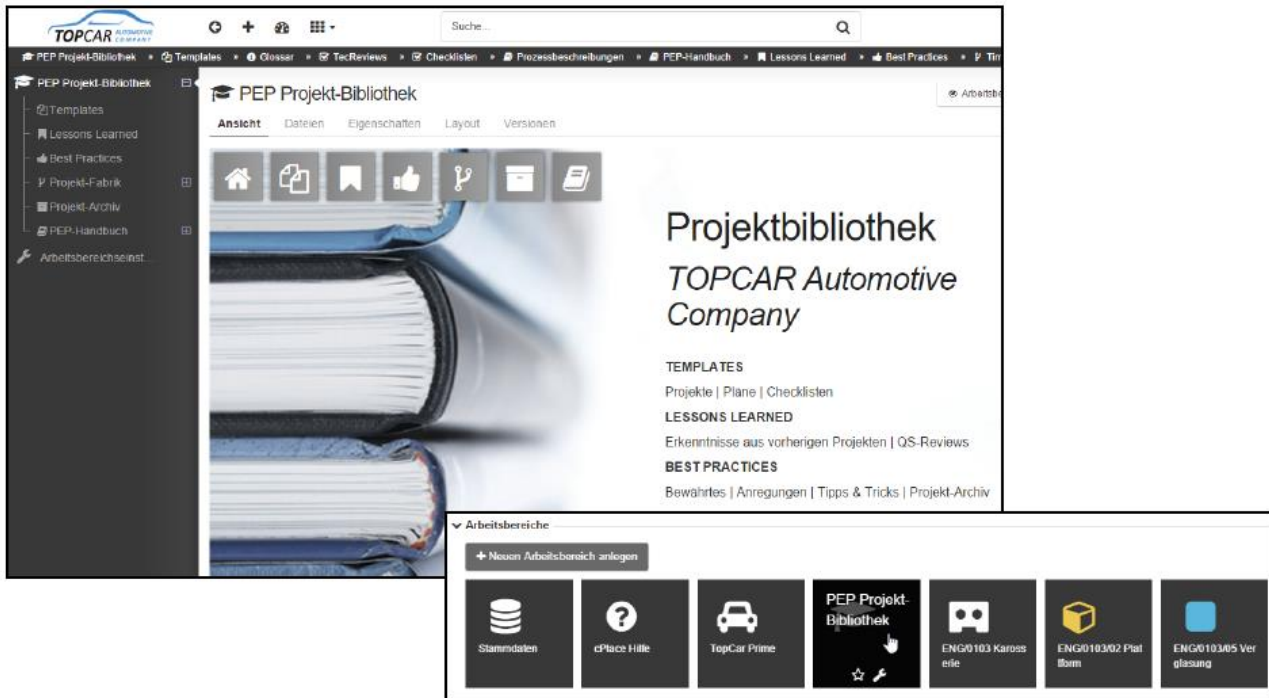 TOPCAR AUTOMOTIVE COMPANY
Suche...
PEP Projekt-Bibliothek » Templates » Glossar » TecReviews » Checklisten » Prozessbeschreibungen » PEP-Handbuch » Lessons Learned » Best Practices »
PEP Projekt-Bibliothek
Templates
Lessons Learned
Best Practices
Projekt-Fabrik
Projekt-Archiv
PEP-Handbuch
Arbeitsbereichseinst...
PEP Projekt-Bibliothek
Arbeitsbe
Ansicht Dateien Eigenschaften Layout Versionen
Projektbibliothek
TOPCAR Automotive
Company
TEMPLATES
Projekte | Pläne | Checklisten
LESSONS LEARNED
Erkenntnisse aus vorherigen Projekten | QS-Reviews
BEST PRACTICES
Bewährtes | Anregungen | Tipps & Tricks | Projekt-Archiv
Arbeitsbereiche
+ Neuen Arbeitsbereich anlegen
Stammdaten
cPlace Hilfe
TopCar Prime
PEP Projekt-
Bibliothek
ENG/0103 Kaross
erie
ENG/0103/02 Plat
tform
ENG/0103/05 Ver
glasung